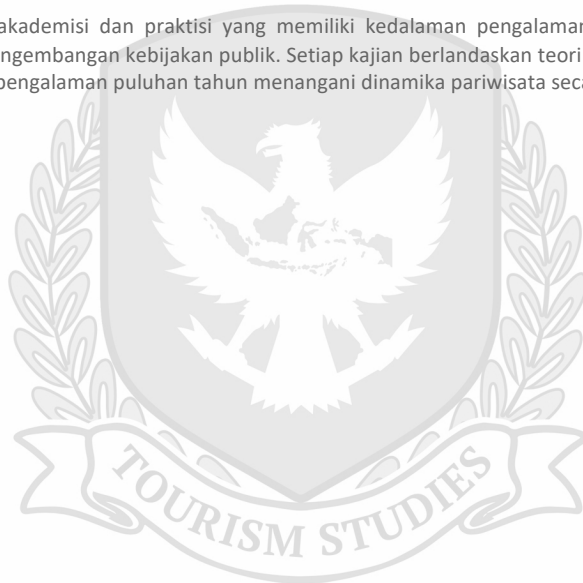 akademisi dan praktisi yang memiliki kedalaman pengalaman
ngembangan kebijakan publik. Setiap kajian berlandaskan teori
pengalaman puluhan tahun menangani dinamika pariwisata seca
TOURISM STUDIES